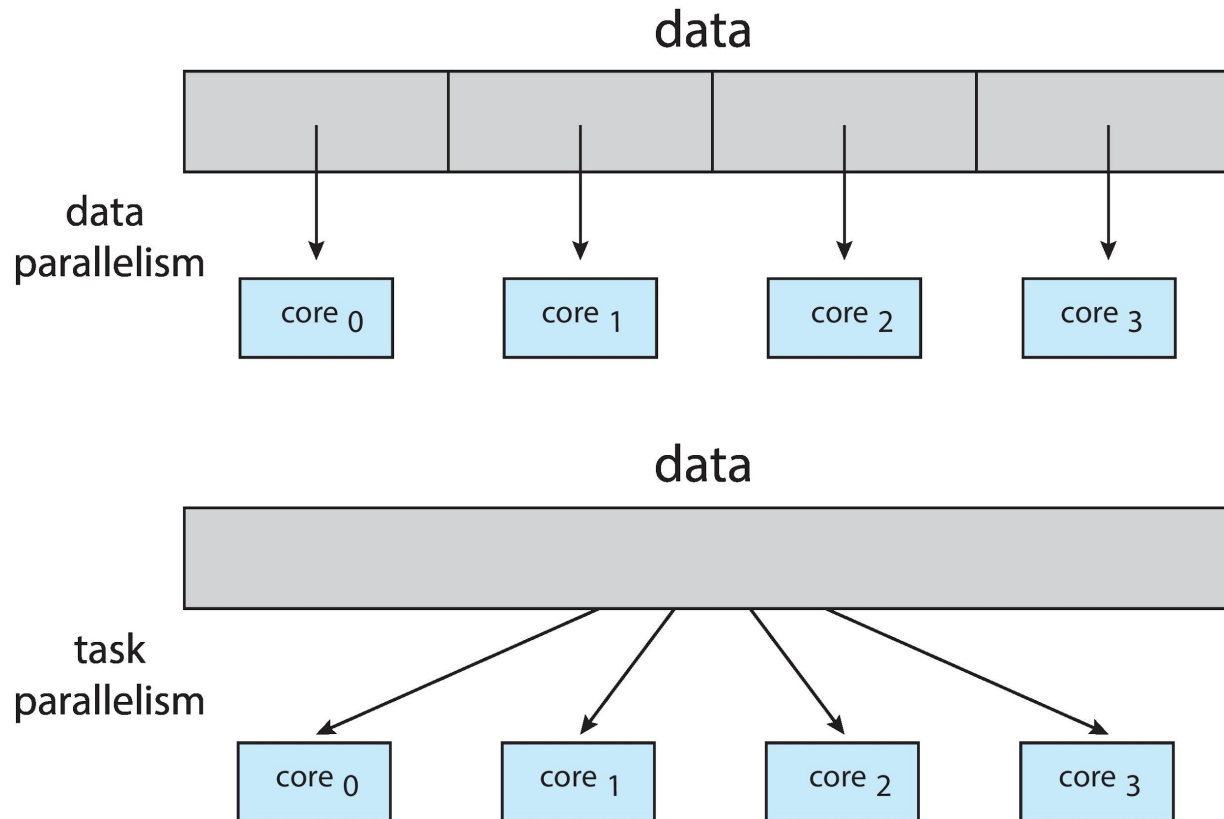 data
data
parallelism
core 0
core 1
core 2
core 3
data
task
parallelism
core 0
core 1
core 2
core 3